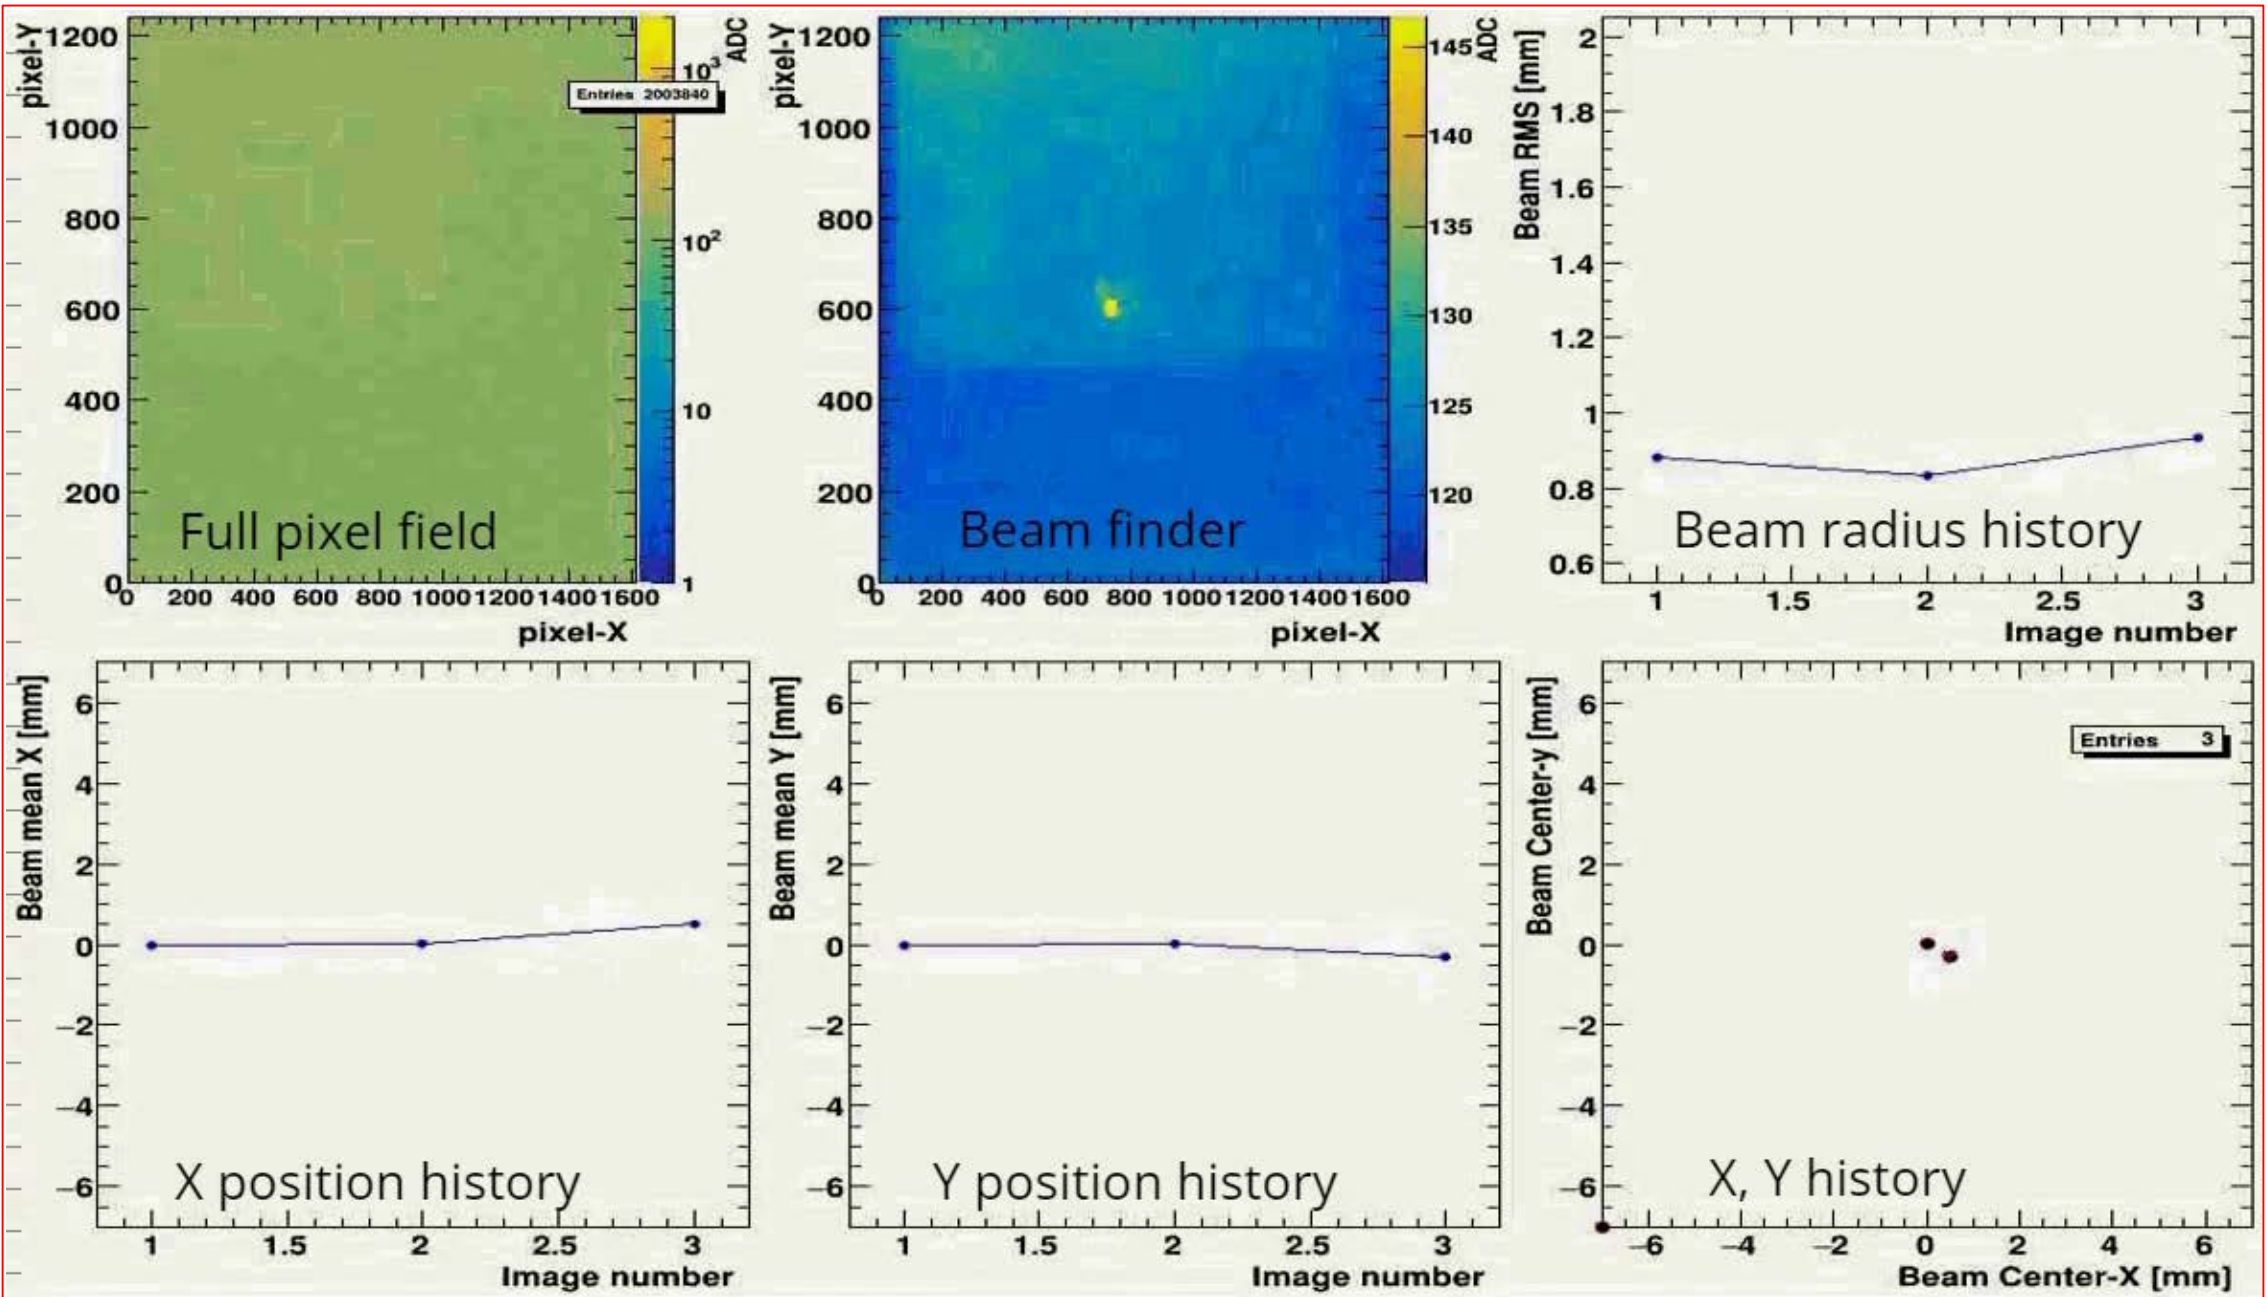 pixel-Y
1200
1000
800
600
400
200
0
0 200 400 600 800 1000 1200 1400 1600
pixel-X
ADC
10³
10²
10
1
Entries 2003840
Full pixel field
pixel-Y
1200
1000
800
600
400
200
0
0 200 400 600 800 1000 1200 1400 1600
pixel-X
ADC
145
140
135
130
125
120
Beam finder
Beam RMS [mm]
2
1.8
1.6
1.4
1.2
1
0.8
0.6
Beam radius history
1 1.5 2 2.5 3
Image number
Beam mean X [mm]
6
4
2
0
−2
−4
−6
X position history
1 1.5 2 2.5 3
Image number
Beam mean Y [mm]
6
4
2
0
−2
−4
−6
Y position history
1 1.5 2 2.5 3
Image number
Beam Center-y [mm]
6
4
2
0
−2
−4
−6
Entries 3
X, Y history
−6 −4 −2 0 2 4 6
Beam Center-X [mm]